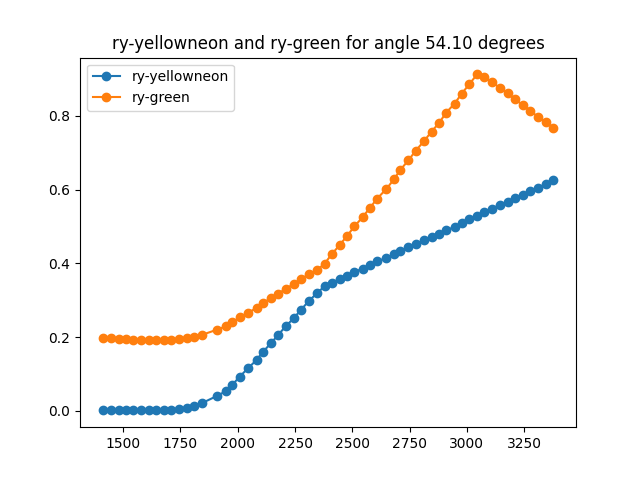 ry-yellowneon and ry-green for angle 54.10 degrees
ry-yellowneon
ry-green
0.8
0.6
0.4
0.2
0.0
1500 1750 2000 2250 2500 2750 3000 3250